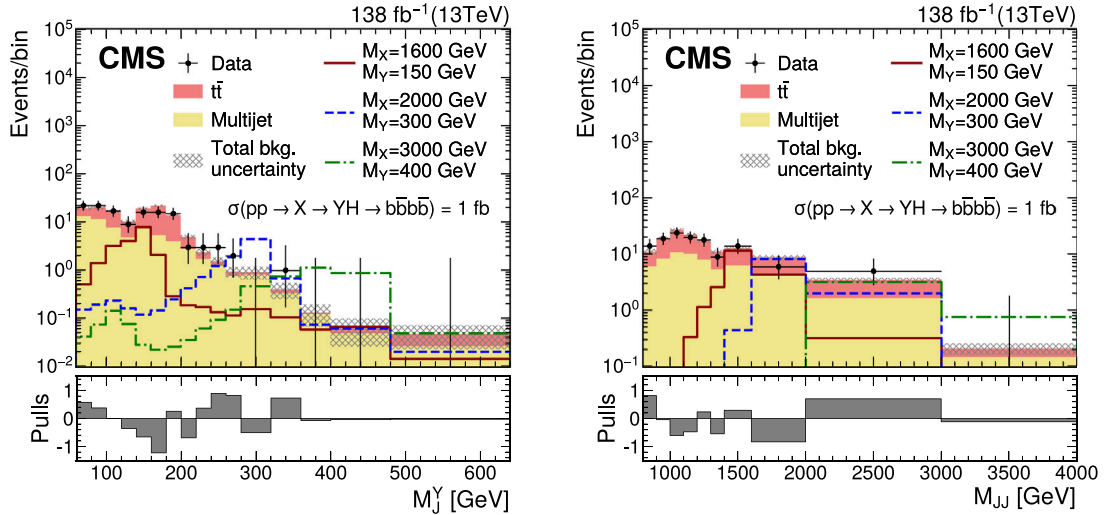 138 fb⁻¹(13TeV)
CMS
Data
tt̄
Multijet
Total bkg.
uncertainty
M_X=1600 GeV
M_Y=150 GeV
M_X=2000 GeV
M_Y=300 GeV
M_X=3000 GeV
M_Y=400 GeV
σ(pp → X → YH → bb̄bb̄) = 1 fb
Events/bin
10⁵
10⁴
10³
10²
10¹
10⁰
10⁻¹
10⁻²
Pulls
1
0
−1
100 200 300 400 500 600
M_J^Y [GeV]
138 fb⁻¹(13TeV)
CMS
Data
tt̄
Multijet
Total bkg.
uncertainty
M_X=1600 GeV
M_Y=150 GeV
M_X=2000 GeV
M_Y=300 GeV
M_X=3000 GeV
M_Y=400 GeV
σ(pp → X → YH → bb̄bb̄) = 1 fb
Events/bin
10⁵
10⁴
10³
10²
10¹
10⁰
10⁻¹
Pulls
1
0
−1
1000 1500 2000 2500 3000 3500 4000
M_JJ [GeV]